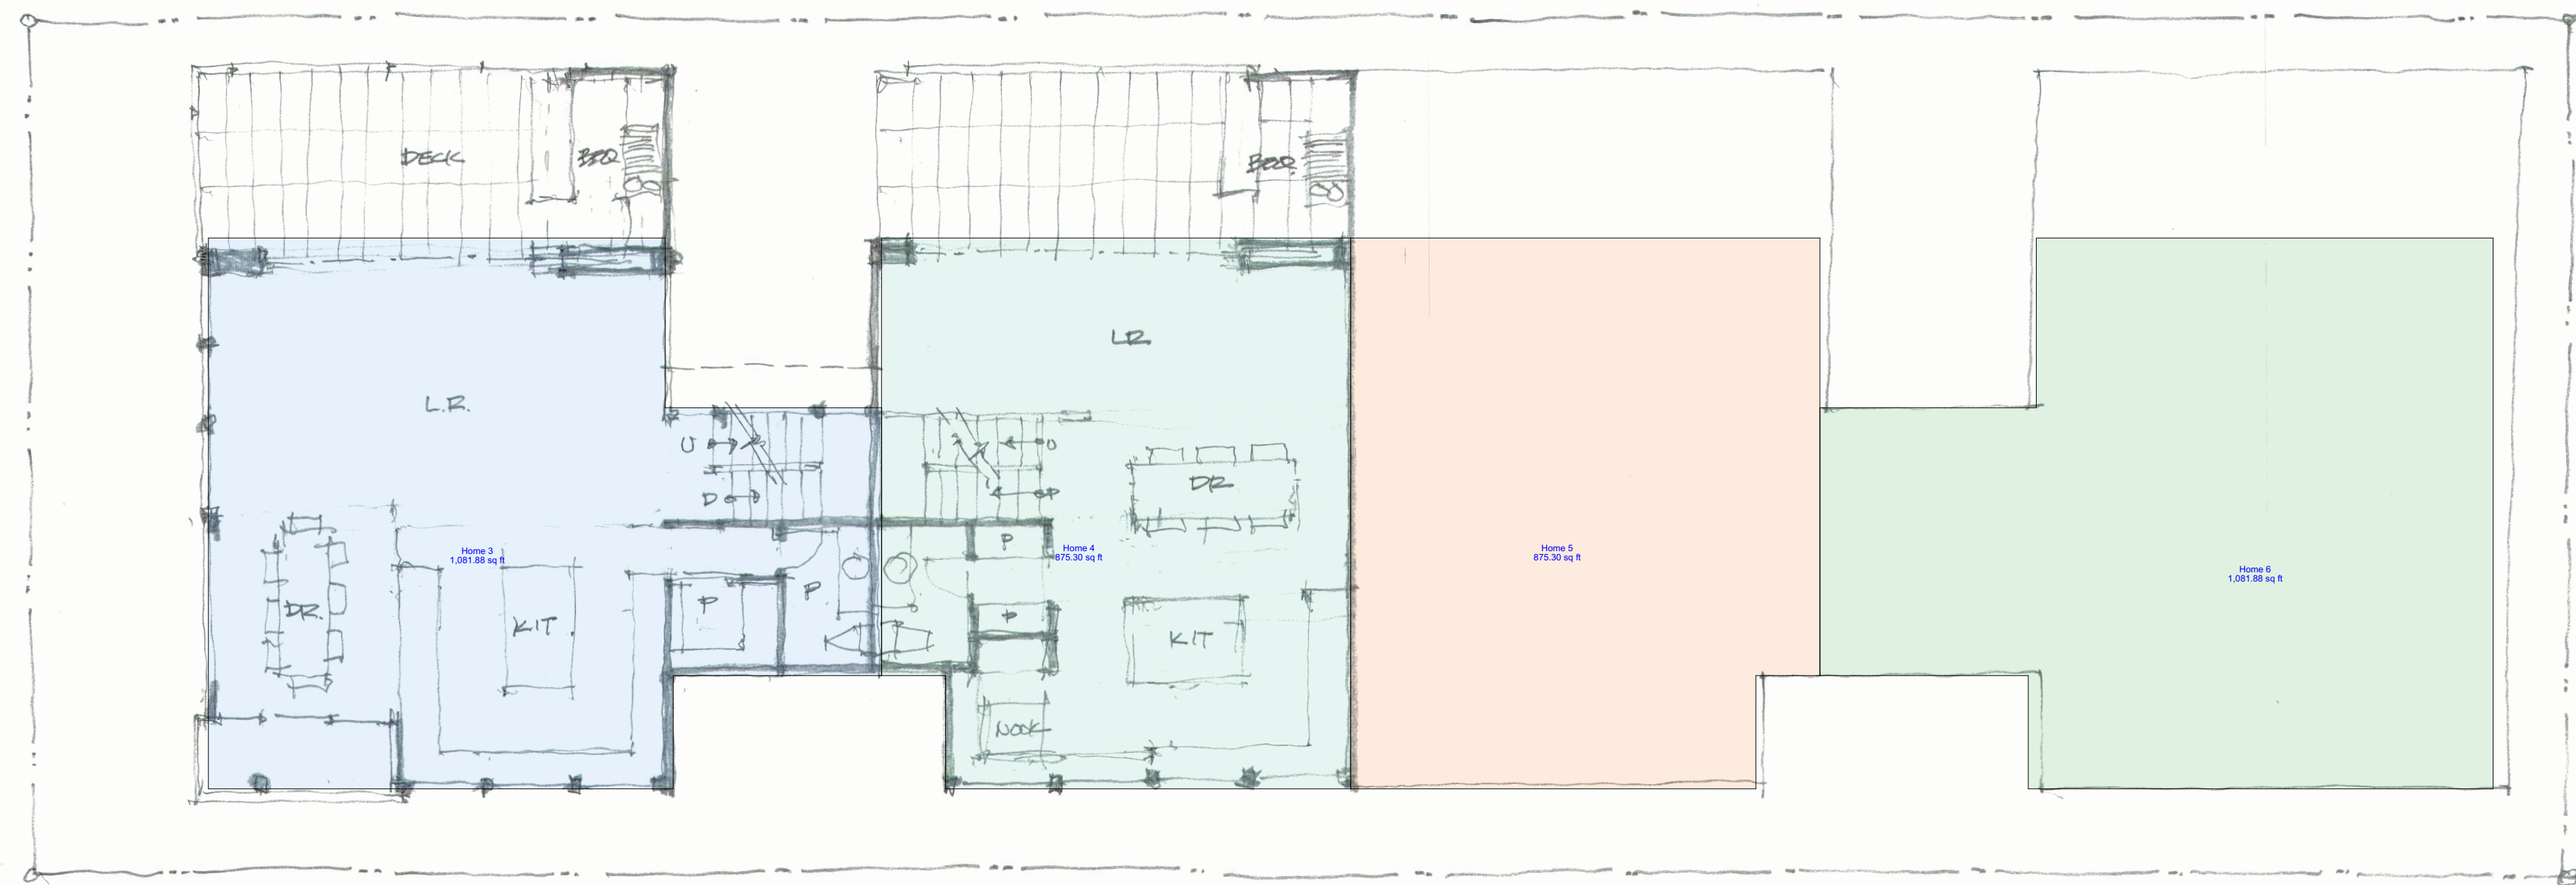 DECK
BBQ
BBQ
LR
L.R.
U
U
D
D
DR
P
Home 3
1,081.88 sq ft
Home 4
875.30 sq ft
Home 5
875.30 sq ft
Home 6
1,081.88 sq ft
DR.
KIT
P
P
P
KIT
NOOK